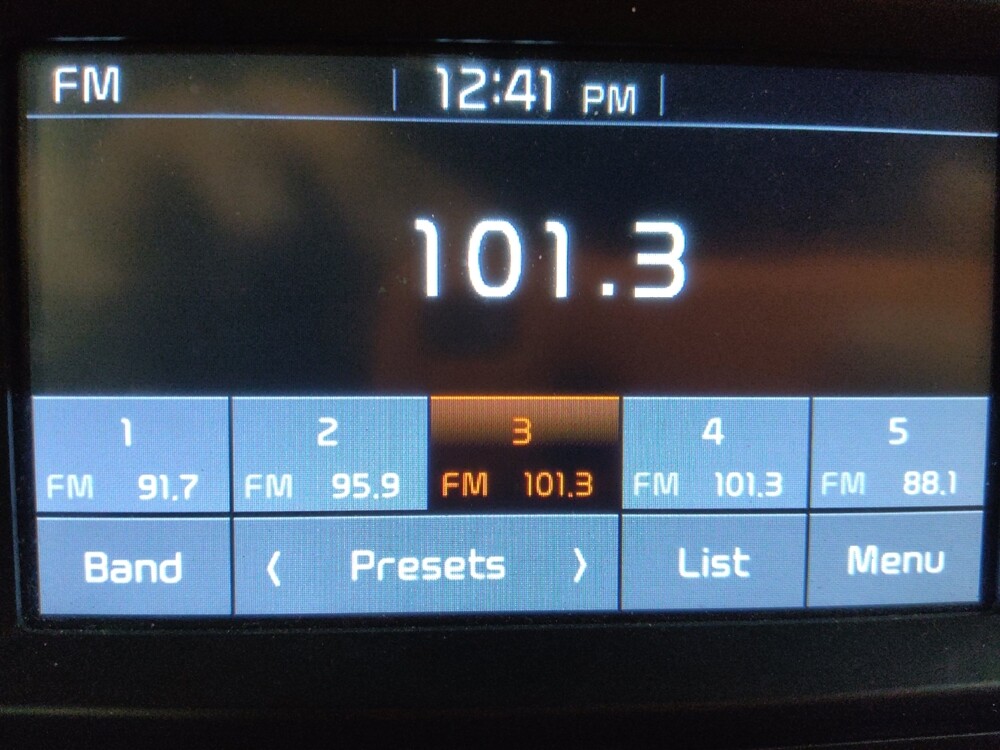 FM 12:41 PM
101.3
1 2 3 4 5
FM 91.7 FM 95.9 FM 101.3 FM 101.3 FM 88.1
Band < Presets > List Menu